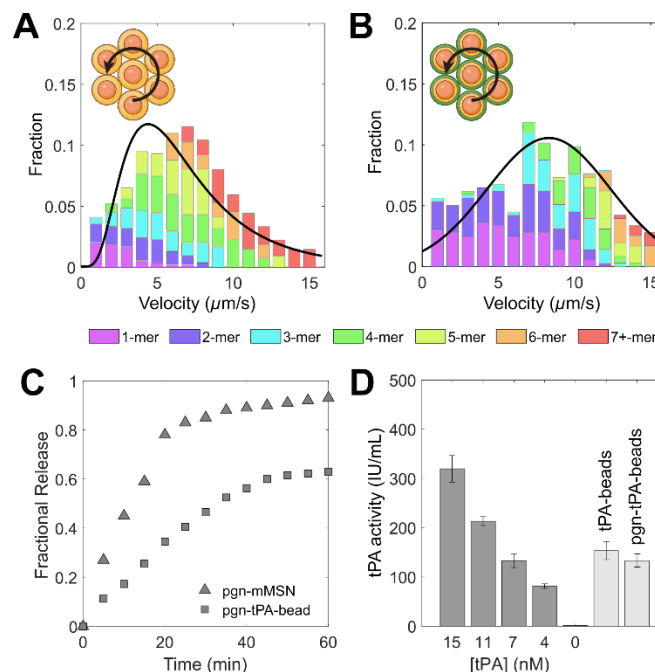 A
0.2
0.15
0.1
0.05
0
Fraction
0 5 10 15
Velocity (µm/s)
B
0.2
0.15
0.1
0.05
0
Fraction
0 5 10 15
Velocity (µm/s)
1-mer 2-mer 3-mer 4-mer 5-mer 6-mer 7+-mer
C
1
0.8
0.6
0.4
0.2
0
Fractional Release
pgn-mMSN
pgn-tPA-bead
0 20 40 60
Time (min)
D
500
400
300
200
100
0
tPA activity (IU/mL)
tPA-beads
pgn-tPA-beads
15 11 7 4 0
[tPA] (nM)